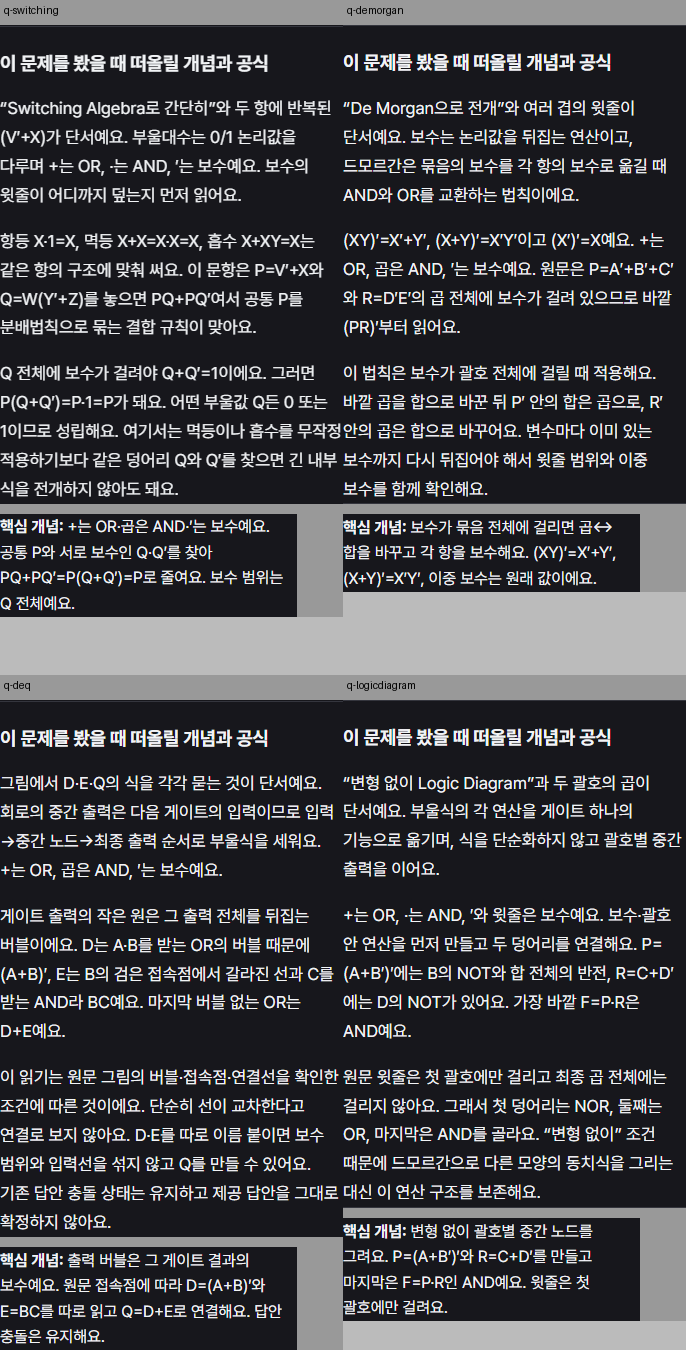 q-switching
이 문제를 봤을 때 떠올릴 개념과 공식
“Switching Algebra로 간단히”와 두 항에 반복된
(V′+X)가 단서예요. 부울대수는 0/1 논리값을
다루며 +는 OR, ·는 AND, ′는 보수예요. 보수의
윗줄이 어디까지 덮는지 먼저 읽어요.
항등 X·1=X, 멱등 X+X=X·X=X, 흡수 X+XY=X는
같은 항의 구조에 맞춰 써요. 이 문항은 P=V′+X와
Q=W(Y′+Z)를 놓으면 PQ+PQ′여서 공통 P를
분배법칙으로 묶는 결합 규칙이 맞아요.
Q 전체에 보수가 걸려야 Q+Q′=1이에요. 그러면
P(Q+Q′)=P·1=P가 돼요. 어떤 부울값 Q든 0 또는
1이므로 성립해요. 여기서는 멱등이나 흡수를 무작정
적용하기보다 같은 덩어리 Q와 Q′를 찾으면 긴 내부
식을 전개하지 않아도 돼요.
핵심 개념: +는 OR·곱은 AND·′는 보수예요.
공통 P와 서로 보수인 Q·Q′를 찾아
PQ+PQ′=P(Q+Q′)=P로 줄여요. 보수 범위는
Q 전체예요.
q-demorgan
이 문제를 봤을 때 떠올릴 개념과 공식
“De Morgan으로 전개”와 여러 겹의 윗줄이
단서예요. 보수는 논리값을 뒤집는 연산이고,
드모르간은 묶음의 보수를 각 항의 보수로 옮길 때
AND와 OR를 교환하는 법칙이에요.
(XY)′=X′+Y′, (X+Y)′=X′Y′이고 (X′)′=X예요. +는
OR, 곱은 AND, ′는 보수예요. 원문은 P=A′+B′+C′
와 R=D′E′의 곱 전체에 보수가 걸려 있으므로 바깥
(PR)′부터 읽어요.
이 법칙은 보수가 괄호 전체에 걸릴 때 적용해요.
바깥 곱을 합으로 바꾼 뒤 P′ 안의 합은 곱으로, R′
안의 곱은 합으로 바꾸어요. 변수마다 이미 있는
보수까지 다시 뒤집어야 해서 윗줄 범위와 이중
보수를 함께 확인해요.
핵심 개념: 보수가 묶음 전체에 걸리면 곱↔
합을 바꾸고 각 항을 보수해요. (XY)′=X′+Y′,
(X+Y)′=X′Y′, 이중 보수는 원래 값이에요.
q-deq
이 문제를 봤을 때 떠올릴 개념과 공식
그림에서 D·E·Q의 식을 각각 묻는 것이 단서예요.
회로의 중간 출력은 다음 게이트의 입력이므로 입력
→중간 노드→최종 출력 순서로 부울식을 세워요.
+는 OR, 곱은 AND, ′는 보수예요.
게이트 출력의 작은 원은 그 출력 전체를 뒤집는
버블이에요. D는 A·B를 받는 OR의 버블 때문에
(A+B)′, E는 B의 검은 접속점에서 갈라진 선과 C를
받는 AND라 BC예요. 마지막 버블 없는 OR는
D+E예요.
이 읽기는 원문 그림의 버블·접속점·연결선을 확인한
조건에 따른 것이에요. 단순히 선이 교차한다고
연결로 보지 않아요. D·E를 따로 이름 붙이면 보수
범위와 입력선을 섞지 않고 Q를 만들 수 있어요.
기존 답안 충돌 상태는 유지하고 제공 답안을 그대로
확정하지 않아요.
핵심 개념: 출력 버블은 그 게이트 결과의
보수예요. 원문 접속점에 따라 D=(A+B)′와
E=BC를 따로 읽고 Q=D+E로 연결해요. 답안
충돌은 유지해요.
q-logicdiagram
이 문제를 봤을 때 떠올릴 개념과 공식
“변형 없이 Logic Diagram”과 두 괄호의 곱이
단서예요. 부울식의 각 연산을 게이트 하나의
기능으로 옮기며, 식을 단순화하지 않고 괄호별 중간
출력을 이어요.
+는 OR, ·는 AND, ′와 윗줄은 보수예요. 보수·괄호
안 연산을 먼저 만들고 두 덩어리를 연결해요. P=
(A+B′)′에는 B의 NOT와 합 전체의 반전, R=C+D′
에는 D의 NOT가 있어요. 가장 바깥 F=P·R은
AND예요.
원문 윗줄은 첫 괄호에만 걸리고 최종 곱 전체에는
걸리지 않아요. 그래서 첫 덩어리는 NOR, 둘째는
OR, 마지막은 AND를 골라요. “변형 없이” 조건
때문에 드모르간으로 다른 모양의 동치식을 그리는
대신 이 연산 구조를 보존해요.
핵심 개념: 변형 없이 괄호별 중간 노드를
그려요. P=(A+B′)′와 R=C+D′를 만들고
마지막은 F=P·R인 AND예요. 윗줄은 첫
괄호에만 걸려요.